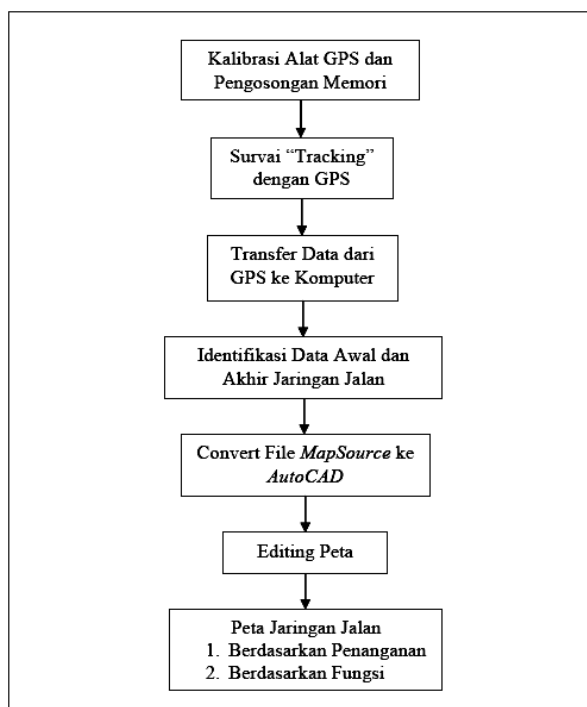 Kalibrasi Alat GPS dan
Pengosongan Memori
Survai “Tracking”
dengan GPS
Transfer Data dari
GPS ke Komputer
Identifikasi Data Awal dan
Akhir Jaringan Jalan
Convert File MapSource ke
AutoCAD
Editing Peta
Peta Jaringan Jalan
1. Berdasarkan Penanganan
2. Berdasarkan Fungsi